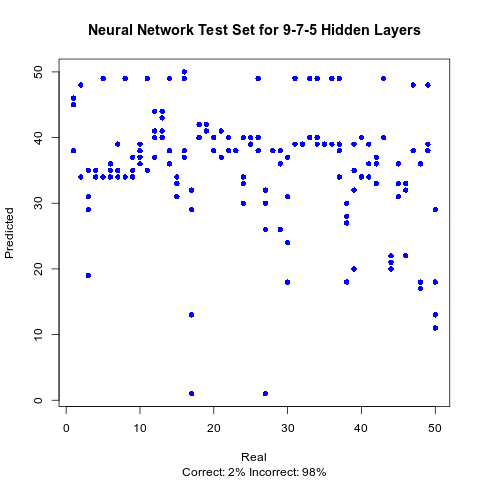 Neural Network Test Set for 9-7-5 Hidden Layers
Predicted
50
40
30
20
10
0
0 10 20 30 40 50
Real
Correct: 2% Incorrect: 98%